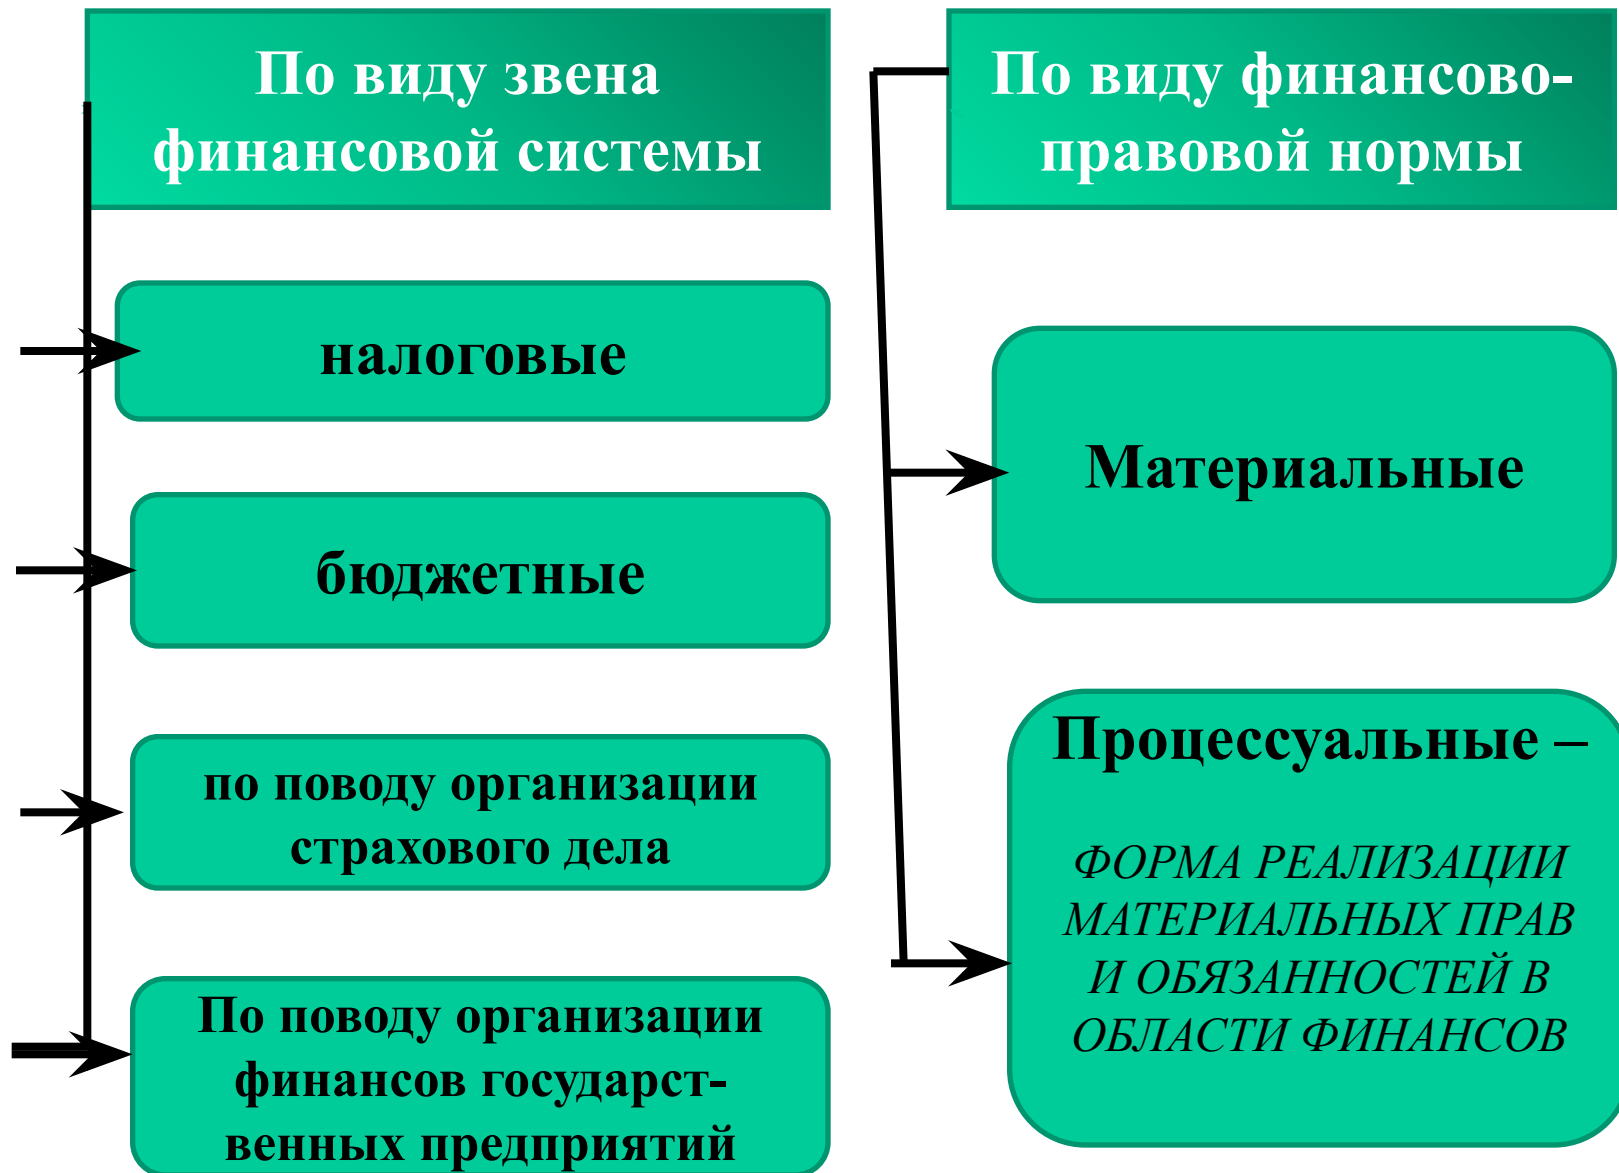 По виду звена
финансовой системы
налоговые
бюджетные
по поводу организации
страхового дела
По поводу организации
финансов государст-
венных предприятий
По виду финансово-
правовой нормы
Материальные
Процессуальные –
ФОРМА РЕАЛИЗАЦИИ
МАТЕРИАЛЬНЫХ ПРАВ
И ОБЯЗАННОСТЕЙ В
ОБЛАСТИ ФИНАНСОВ